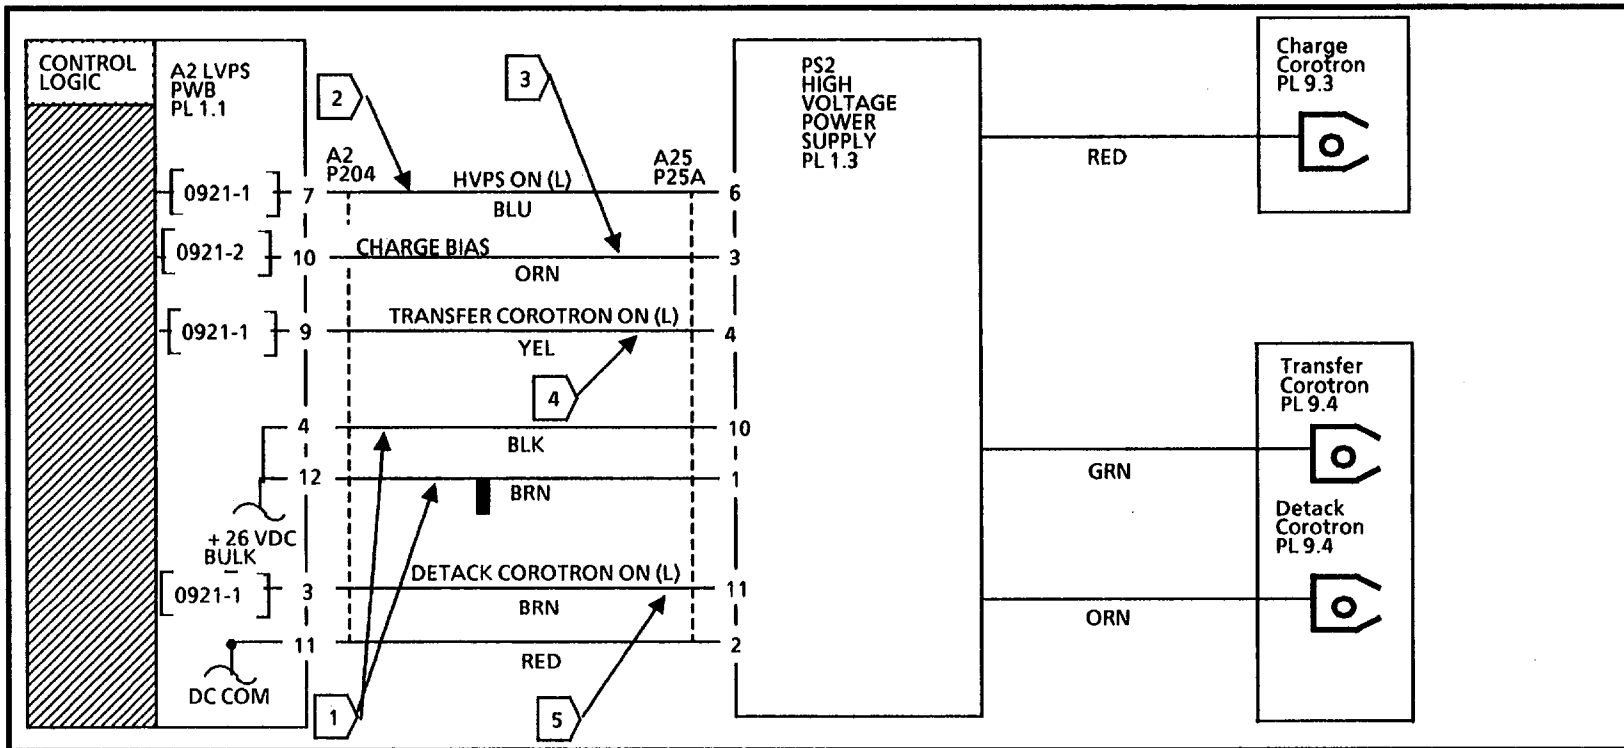 CONTROL
LOGIC
A2 LVPS
PWB
PL 1.1
2
3
A2
P204
A25
P25A
PS2
HIGH
VOLTAGE
POWER
SUPPLY
PL 1.3
Charge
Corotron
PL 9.3
RED
0921-1
7
HVPS ON (L)
BLU
6
0921-2
10
CHARGE BIAS
ORN
3
0921-1
9
TRANSFER COROTRON ON (L)
YEL
4
4
4
BLK
10
12
BRN
1
+ 26 VDC
BULK
0921-1
3
DETACK COROTRON ON (L)
BRN
11
11
RED
2
DC COM
1
5
Transfer
Corotron
PL 9.4
GRN
Detack
Corotron
PL 9.4
ORN